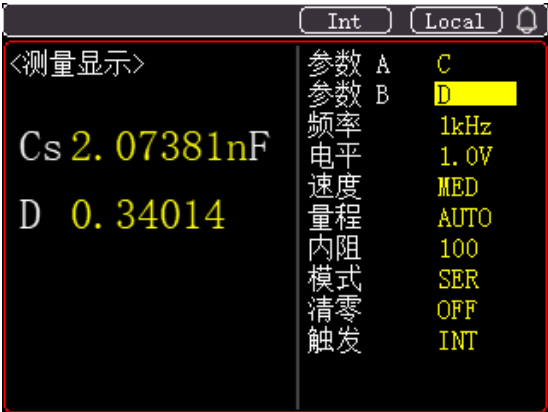 Int Local
<测量显示>
Cs 2.07381nF
D 0.34014
参数 A C
参数 B D
频率 1kHz
电平 1.0V
速度 MED
量程 AUTO
内阻 100
模式 SER
清零 OFF
触发 INT